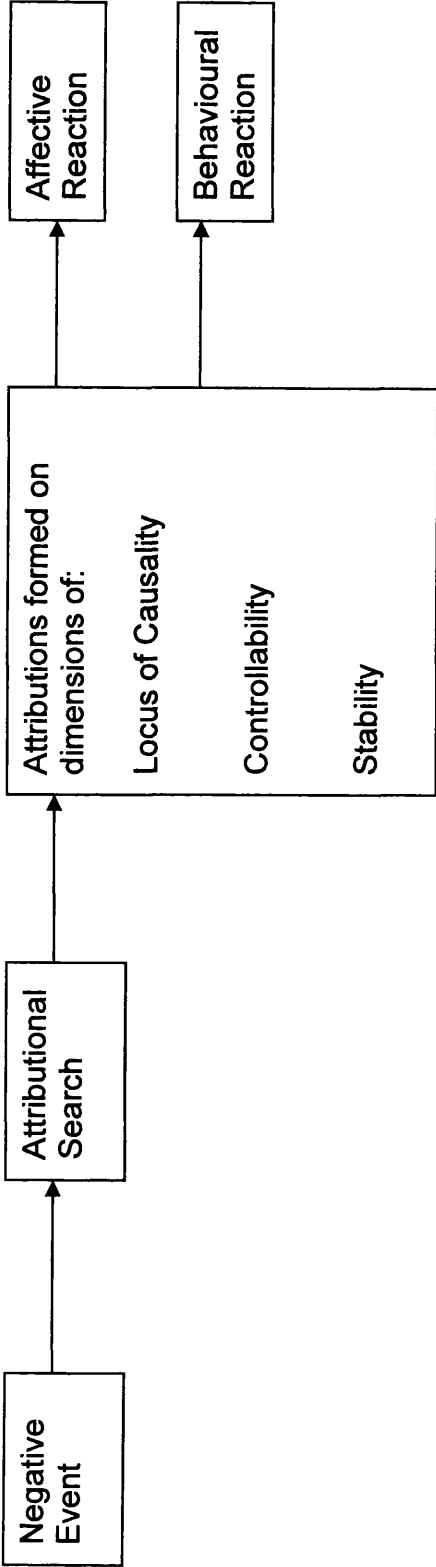 Negative
Event
Attributional
Search
Attributions formed on
dimensions of:
Locus of Causality
Controllability
Stability
Affective
Reaction
Behavioural
Reaction